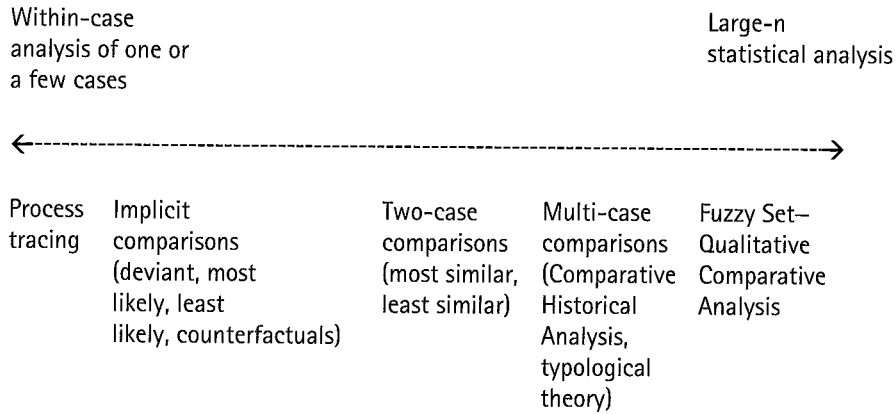 Within-case
analysis of one or
a few cases
Large-n
statistical analysis
Process
tracing
Implicit
comparisons
(deviant, most
likely, least
likely, counterfactuals)
Two-case
comparisons
(most similar,
least similar)
Multi-case
comparisons
(Comparative
Historical
Analysis,
typological
theory)
Fuzzy Set–
Qualitative
Comparative
Analysis